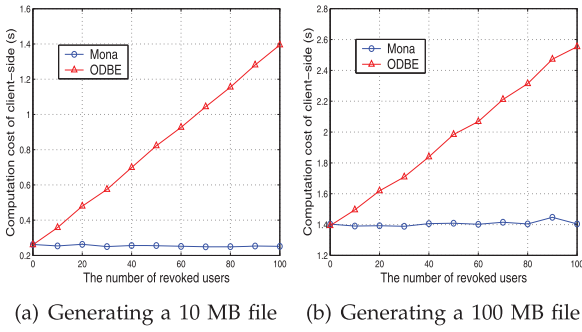 Computation cost of client-side (s)
1.6
1.4
1.2
1
0.8
0.6
0.4
0.2
Mona
ODBE
0 20 40 60 80 100
The number of revoked users
(a) Generating a 10 MB file
Computation cost of client-side (s)
2.8
2.6
2.4
2.2
2
1.8
1.6
1.4
1.2
Mona
ODBE
0 20 40 60 80 100
The number of revoked users
(b) Generating a 100 MB file